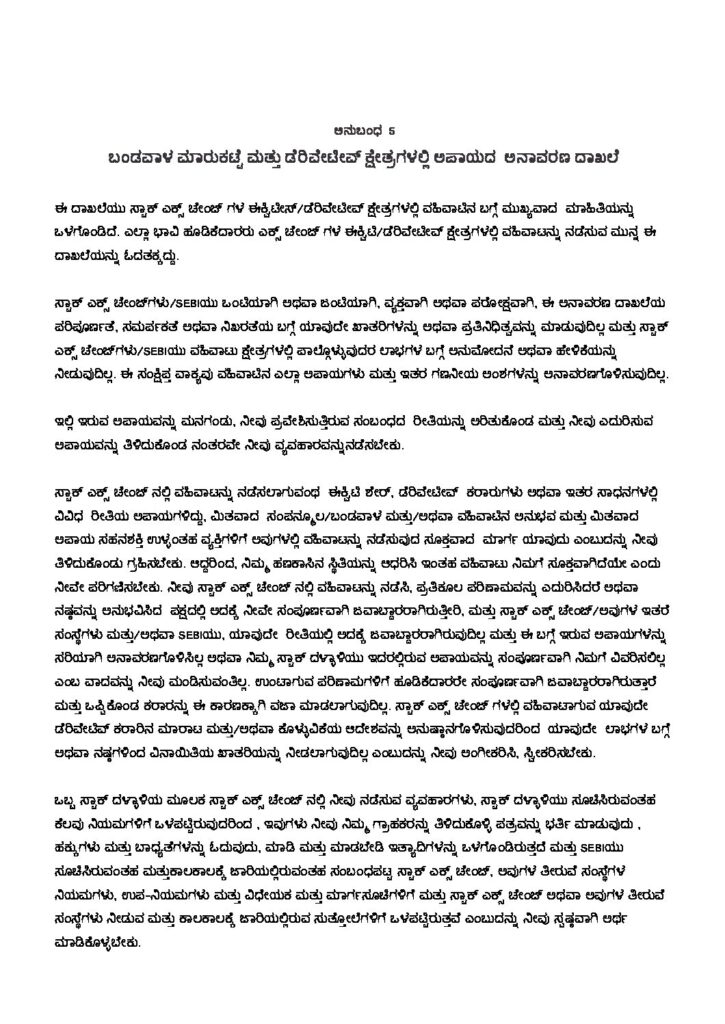 ಅನುಬಂಧ 5
ಬಂಡವಾಳ ಮಾರುಕಟ್ಟೆ ಮತ್ತು ಡೆರಿವೇಟೀವ್ ಕ್ಷೇತ್ರಗಳಲ್ಲಿ ಅಪಾಯದ ಅನಾವರಣ ದಾಖಲೆ
ಈ ದಾಖಲೆಯು ಸ್ಟಾಕ್ ಎಕ್ಸ್ ಚೇಂಜ್ ಗಳ ಈಕ್ವಿಟೀಸ್/ಡೆರಿವೇಟೀವ್ ಕ್ಷೇತ್ರಗಳಲ್ಲಿ ವಹಿವಾಟಿನ ಬಗ್ಗೆ ಮುಖ್ಯವಾದ ಮಾಹಿತಿಯನ್ನು
ಒಳಗೊಂಡಿದೆ. ಎಲ್ಲಾ ಭಾವಿ ಹೂಡಿಕೆದಾರರು ಎಕ್ಸ್ ಚೇಂಜ್ ಗಳ ಈಕ್ವಿಟಿ/ಡೆರಿವೇಟೀವ್ ಕ್ಷೇತ್ರಗಳಲ್ಲಿ ವಹಿವಾಟನ್ನು ನಡೆಸುವ ಮುನ್ನ ಈ
ದಾಖಲೆಯನ್ನು ಓದತಕ್ಕದ್ದು.
ಸ್ಟಾಕ್ ಎಕ್ಸ್ ಚೇಂಜ್‌ಗಳು/SEBIಯು ಒಂಟಿಯಾಗಿ ಅಥವಾ ಜಂಟಿಯಾಗಿ, ವ್ಯಕ್ತವಾಗಿ ಅಥವಾ ಪರೋಕ್ಷವಾಗಿ, ಈ ಅನಾವರಣ ದಾಖಲೆಯ
ಪರಿಪೂರ್ಣತೆ, ಸಮರ್ಪಕತೆ ಅಥವಾ ನಿಖರತೆಯ ಬಗ್ಗೆ ಯಾವುದೇ ಖಾತರಿಗಳನ್ನು ಅಥವಾ ಪ್ರತಿನಿಧಿತ್ವವನ್ನು ಮಾಡುವುದಿಲ್ಲ ಮತ್ತು ಸ್ಟಾಕ್
ಎಕ್ಸ್ ಚೇಂಜ್‌ಗಳು/SEBIಯು ವಹಿವಾಟು ಕ್ಷೇತ್ರಗಳಲ್ಲಿ ಪಾಲ್ಗೊಳ್ಳುವುದರ ಲಾಭಗಳ ಬಗ್ಗೆ ಅನುಮೋದನೆ ಅಥವಾ ಹೇಳಿಕೆಯನ್ನು
ನೀಡುವುದಿಲ್ಲ. ಈ ಸಂಕ್ಷಿಪ್ತ ವಾಕ್ಯವು ವಹಿವಾಟಿನ ಎಲ್ಲಾ ಅಪಾಯಗಳು ಮತ್ತು ಇತರ ಗಣನೀಯ ಅಂಶಗಳನ್ನು ಅನಾವರಣಗೊಳಿಸುವುದಿಲ್ಲ.
ಇಲ್ಲಿ ಇರುವ ಅಪಾಯವನ್ನು ಮನಗಂಡು, ನೀವು ಪ್ರವೇಶಿಸುತ್ತಿರುವ ಸಂಬಂಧದ ರೀತಿಯನ್ನು ಅರಿತುಕೊಂಡ ಮತ್ತು ನೀವು ಎದುರಿಸುವ
ಅಪಾಯವನ್ನು ತಿಳಿದುಕೊಂಡ ನಂತರವೇ ನೀವು ವ್ಯವಹಾರವನ್ನುನಡೆಸಬೇಕು.
ಸ್ಟಾಕ್ ಎಕ್ಸ್ ಚೇಂಜ್ ನಲ್ಲಿ ವಹಿವಾಟನ್ನು ನಡೆಸಲಾಗುವಂಥ ಈಕ್ವಿಟಿ ಶೇರ್, ಡೆರಿವೇಟೀವ್ ಕರಾರುಗಳು ಅಥವಾ ಇತರ ಸಾಧನಗಳಲ್ಲಿ
ವಿವಿಧ ರೀತಿಯ ಅಪಾಯಗಳಿದ್ದು, ಮಿತವಾದ ಸಂಪನ್ಮೂಲ/ಬಂಡವಾಳ ಮತ್ತು/ಅಥವಾ ವಹಿವಾಟಿನ ಅನುಭವ ಮತ್ತು ಮಿತವಾದ
ಅಪಾಯ ಸಹನಶಕ್ತಿ ಉಳ್ಳಂತಹ ವ್ಯಕ್ತಿಗಳಿಗೆ ಅವುಗಳಲ್ಲಿ ವಹಿವಾಟನ್ನು ನಡೆಸುವುದ ಸೂಕ್ತವಾದ ಮಾರ್ಗ ಯಾವುದು ಎಂಬುದನ್ನು ನೀವು
ತಿಳಿದುಕೊಂಡು ಗ್ರಹಿಸಬೇಕು. ಆದ್ದರಿಂದ, ನಿಮ್ಮ ಹಣಕಾಸಿನ ಸ್ಥಿತಿಯನ್ನು ಆಧರಿಸಿ ಇಂತಹ ವಹಿವಾಟು ನಿಮಗೆ ಸೂಕ್ತವಾಗಿದೆಯೇ ಎಂದು
ನೀವೇ ಪರಿಗಣಿಸಬೇಕು. ನೀವು ಸ್ಟಾಕ್ ಎಕ್ಸ್ ಚೇಂಜ್ ನಲ್ಲಿ ವಹಿವಾಟನ್ನು ನಡೆಸಿ, ಪ್ರತಿಕೂಲ ಪರಿಣಾಮವನ್ನು ಎದುರಿಸಿದರೆ ಅಥವಾ
ನಷ್ಠವನ್ನು ಅನುಭವಿಸಿದ ಪಕ್ಷದಲ್ಲಿ ಅದಕ್ಕೆ ನೀವೇ ಸಂಪೂರ್ಣವಾಗಿ ಜವಾಬ್ದಾರರಾಗಿರುತ್ತೀರಿ, ಮತ್ತು ಸ್ಟಾಕ್ ಎಕ್ಸ್ ಚೇಂಜ್/ಅವುಗಳ ಇತರೆ
ಸಂಸ್ಥೆಗಳು ಮತ್ತು/ಅಥವಾ SEBIಯು, ಯಾವುದೇ ರೀತಿಯಲ್ಲಿ ಅದಕ್ಕೆ ಜವಾಬ್ದಾರರಾಗಿರುವುದಿಲ್ಲ ಮತ್ತು ಈ ಬಗ್ಗೆ ಇರುವ ಅಪಾಯಗಳನ್ನು
ಸರಿಯಾಗಿ ಅನಾವರಣಗೊಳಿಸಿಲ್ಲ ಅಥವಾ ನಿಮ್ಮ ಸ್ಟಾಕ್ ದಳ್ಳಾಳಿಯು ಇದರಲ್ಲಿರುವ ಅಪಾಯವನ್ನು ಸಂಪೂರ್ಣವಾಗಿ ನಿಮಗೆ ವಿವರಿಸಲಿಲ್ಲ
ಎಂಬ ವಾದವನ್ನು ನೀವು ಮಂಡಿಸುವಂತಿಲ್ಲ. ಉಂಟಾಗುವ ಪರಿಣಾಮಗಳಿಗೆ ಹೂಡಿಕೆದಾರರೇ ಸಂಪೂರ್ಣವಾಗಿ ಜವಾಬ್ದಾರರಾಗಿರುತ್ತಾರೆ
ಮತ್ತು ಒಪ್ಪಿಕೊಂಡ ಕರಾರನ್ನು ಈ ಕಾರಣಕ್ಕಾಗಿ ವಜಾ ಮಾಡಲಾಗುವುದಿಲ್ಲ. ಸ್ಟಾಕ್ ಎಕ್ಸ್ ಚೇಂಜ್ ಗಳಲ್ಲಿ ವಹಿವಾಟಾಗುವ ಯಾವುದೇ
ಡೆರಿವೇಟಿವ್ ಕರಾರಿನ ಮಾರಾಟ ಮತ್ತು/ಅಥವಾ ಕೊಳ್ಳುವಿಕೆಯ ಆದೇಶವನ್ನು ಅನುಷ್ಠಾನಗೊಳಿಸುವುದರಿಂದ ಯಾವುದೇ ಲಾಭಗಳ ಬಗ್ಗೆ
ಅಥವಾ ನಷ್ಠಗಳಿಂದ ವಿನಾಯಿತಿಯ ಖಾತರಿಯನ್ನು ನೀಡಲಾಗುವುದಿಲ್ಲ ಎಂಬುದನ್ನು ನೀವು ಅಂಗೀಕರಿಸಿ, ಸ್ವೀಕರಿಸಬೇಕು.
ಒಬ್ಬ ಸ್ಟಾಕ್ ದಳ್ಳಾಳಿಯ ಮೂಲಕ ಸ್ಟಾಕ್ ಎಕ್ಸ್ ಚೇಂಜ್ ನಲ್ಲಿ ನೀವು ನಡೆಸುವ ವ್ಯವಹಾರಗಳು, ಸ್ಟಾಕ್ ದಳ್ಳಾಳಿಯು ಸೂಚಿಸಿರುವಂತಹ
ಕೆಲವು ನಿಯಮಗಳಿಗೆ ಒಳಪಟ್ಟಿರುವುದರಿಂದ , ಇವುಗಳು ನೀವು ನಿಮ್ಮ ಗ್ರಾಹಕರನ್ನು ತಿಳಿದುಕೊಳ್ಳಿ ಪತ್ರವನ್ನು ಭರ್ತಿ ಮಾಡುವುದು ,
ಹಕ್ಕುಗಳು ಮತ್ತು ಬಾಧ್ಯತೆಗಳನ್ನು ಓದುವುದು, ಮಾಡಿ ಮತ್ತು ಮಾಡಬೇಡಿ ಇತ್ಯಾದಿಗಳನ್ನು ಒಳಗೊಂಡಿರುತ್ತದೆ ಮತ್ತು SEBIಯು
ಸೂಚಿಸಿರುವಂತಹ ಮತ್ತುಕಾಲಕಾಲಕ್ಕೆ ಜಾರಿಯಲ್ಲಿರುವಂತಹ ಸಂಬಂಧಪಟ್ಟ ಸ್ಟಾಕ್ ಎಕ್ಸ್ ಚೇಂಜ್, ಅವುಗಳ ತೀರುವೆ ಸಂಸ್ಥೆಗಳ
ನಿಯಮಗಳು, ಉಪ-ನಿಯಮಗಳು ಮತ್ತು ವಿಧೇಯಕ ಮತ್ತು ಮಾರ್ಗಸೂಚಿಗಳಿಗೆ ಮತ್ತು ಸ್ಟಾಕ್ ಎಕ್ಸ್ ಚೇಂಜ್ ಅಥವಾ ಅವುಗಳ ತೀರುವೆ
ಸಂಸ್ಥೆಗಳು ನೀಡುವ ಮತ್ತು ಕಾಲಕಾಲಕ್ಕೆ ಜಾರಿಯಲ್ಲಿರುವ ಸುತ್ತೋಲೆಗಳಿಗೆ ಒಳಪಟ್ಟಿರುತ್ತವೆ ಎಂಬುದನ್ನು ನೀವು ಸ್ಪಷ್ಠವಾಗಿ ಅರ್ಥ
ಮಾಡಿಕೊಳ್ಳಬೇಕು.